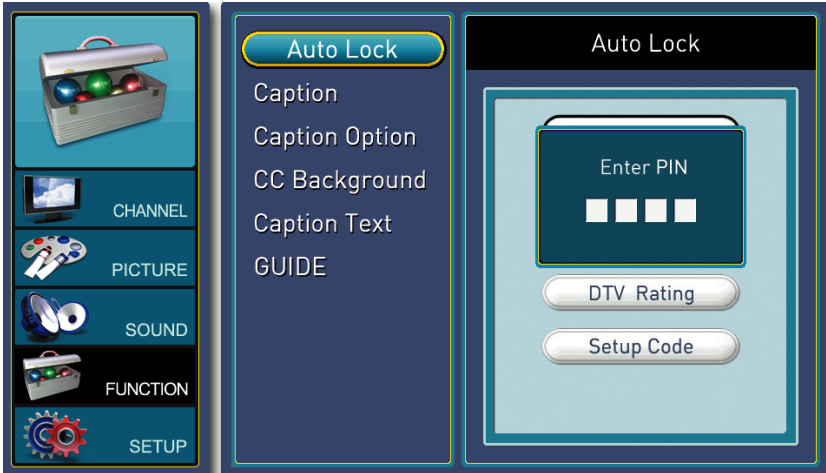 CHANNEL
PICTURE
SOUND
FUNCTION
SETUP
Auto Lock
Caption
Caption Option
CC Background
Caption Text
GUIDE
Auto Lock
Enter PIN
DTV Rating
Setup Code